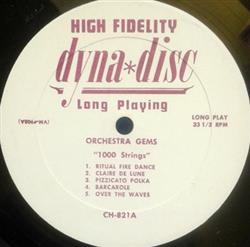 HIGH FIDELITY
dyna*disc
Long Playing
ORCHESTRA GEMS
LONG PLAY
33 1/3 RPM
"1000 Strings"
1. RITUAL FIRE DANCE
2. CLAIRE DE LUNE
3. PIZZICATO POLKA
4. BARCAROLE
5. OVER THE WAVES
CH-821A